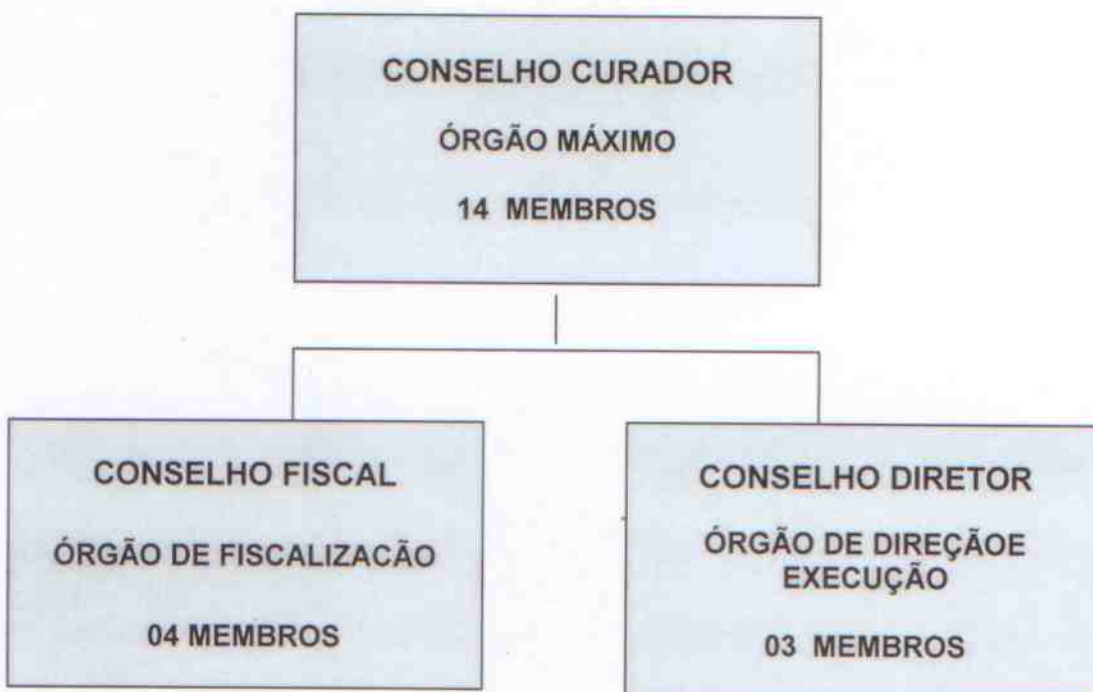 CONSELHO CURADOR
ÓRGÃO MÁXIMO
14 MEMBROS
CONSELHO FISCAL
ÓRGÃO DE FISCALIZACÃO
04 MEMBROS
CONSELHO DIRETOR
ÓRGÃO DE DIREÇÃOE
EXECUÇÃO
03 MEMBROS